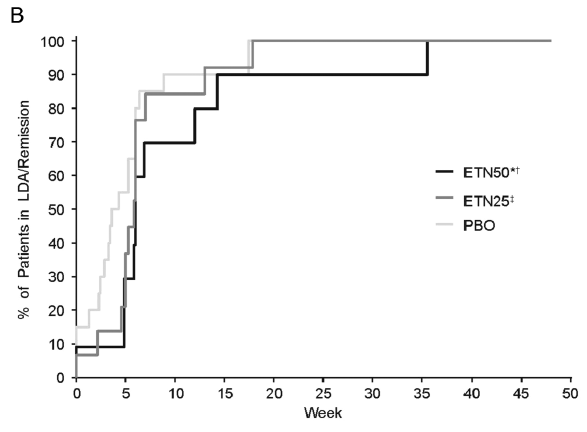 B
% of Patients in LDA/Remission
100
90
80
70
60
50
40
30
20
10
0
0 5 10 15 20 25 30 35 40 45 50
Week
ETN50*†
ETN25‡
PBO